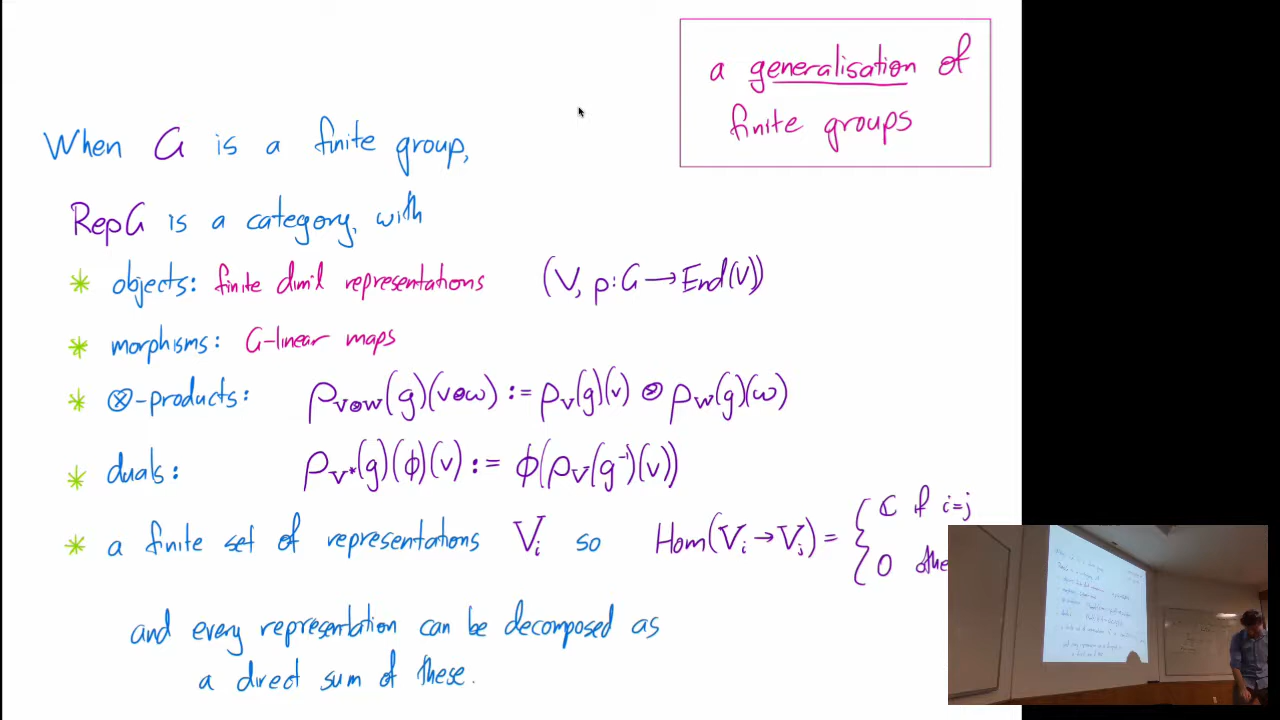 a generalisation of
finite groups
When G is a finite group,
Rep G is a category, with
* objects: finite dim'l representations (V, ρ: G → End(V))
* morphisms: G-linear maps
* ⊗-products: ρ_{V⊗W}(g)(v⊗w) := ρ_V(g)(v) ⊗ ρ_W(g)(w)
* duals: ρ_{V*}(g)(ϕ)(v) := ϕ(ρ_V(g⁻¹)(v))
* a finite set of representations V_i so Hom(V_i → V_j) = { ℂ if i=j
0
and every representation can be decomposed as
a direct sum of these.